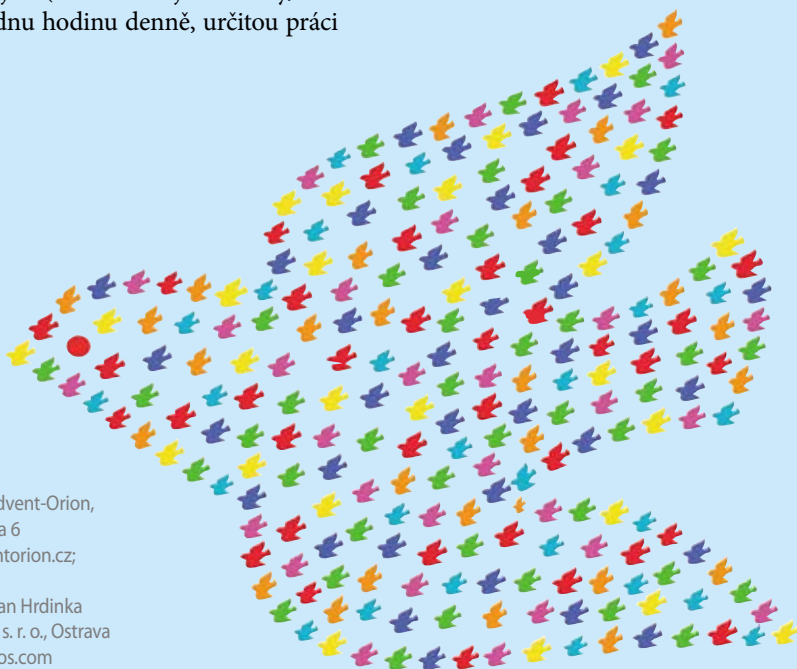 dnu hodinu denně, určitou práci
dvent-Orion,
a 6
ntorion.cz;
an Hrdinka
s. r. o., Ostrava
os.com